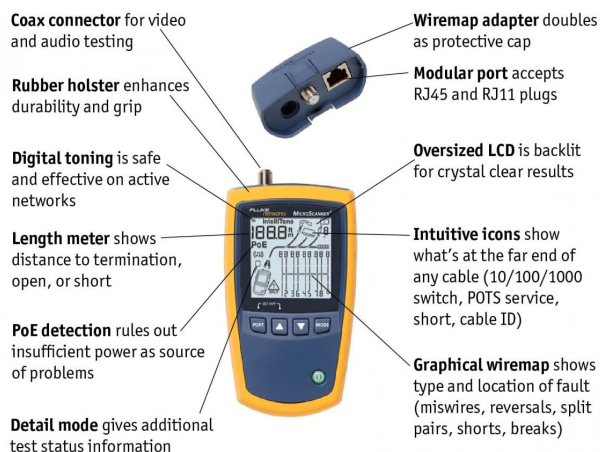 Coax connector for video
and audio testing
Rubber holster enhances
durability and grip
Digital toning is safe
and effective on active
networks
Length meter shows
distance to termination,
open, or short
PoE detection rules out
insufficient power as source
of problems
Detail mode gives additional
test status information
Wiremap adapter doubles
as protective cap
Modular port accepts
RJ45 and RJ11 plugs
Oversized LCD is backlit
for crystal clear results
Intuitive icons show
what's at the far end of
any cable (10/100/1000
switch, POTS service,
short, cable ID)
Graphical wiremap shows
type and location of fault
(miswires, reversals, split
pairs, shorts, breaks)
FLUKE
networks MICROSCANNER
IntelliTone
188.8
PoE
PORT MODE